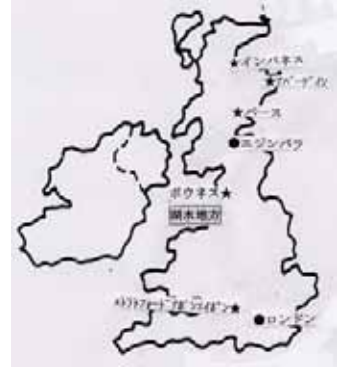 ★インバネス
★アバーデイン
★パース
●エジンバラ
ボウネス★
湖水地方
ストラトフォード・アポン・エイボン★
●ロンドン